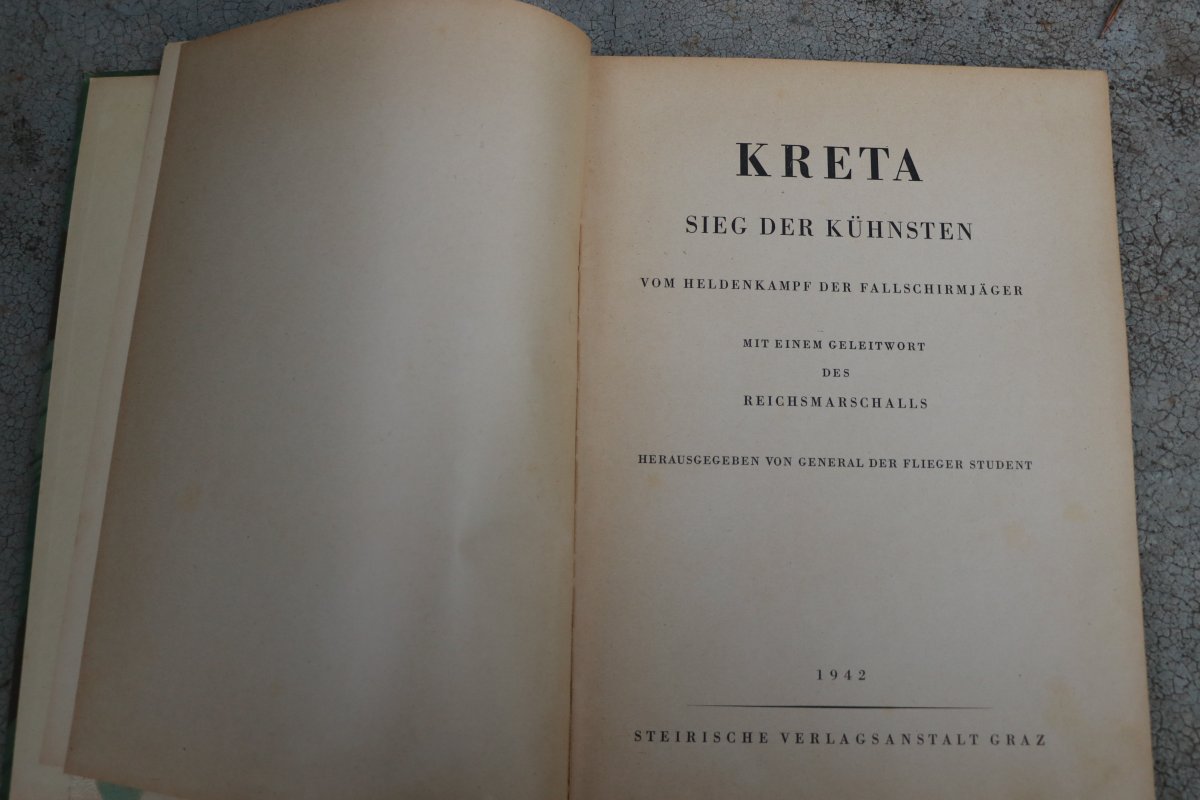 KRETA
SIEG DER KÜHNSTEN
VOM HELDENKAMPF DER FALLSCHIRMJÄGER
MIT EINEM GELEITWORT
DES
REICHSMARSCHALLS
HERAUSGEGEBEN VON GENERAL DER FLIEGER STUDENT
1942
STEIRISCHE VERLAGSANSTALT GRAZ